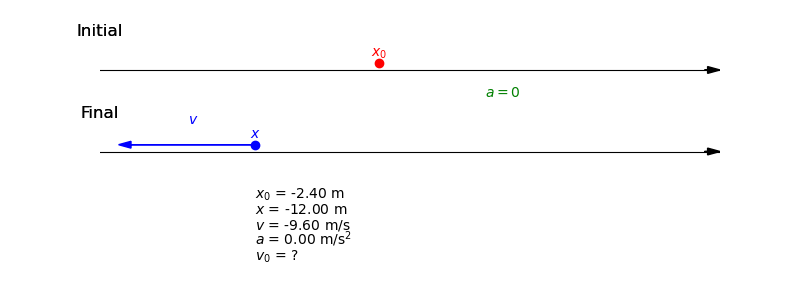 Initial
x₀
a = 0
Final
v
x
x₀ = -2.40 m
x = -12.00 m
v = -9.60 m/s
a = 0.00 m/s²
v₀ = ?